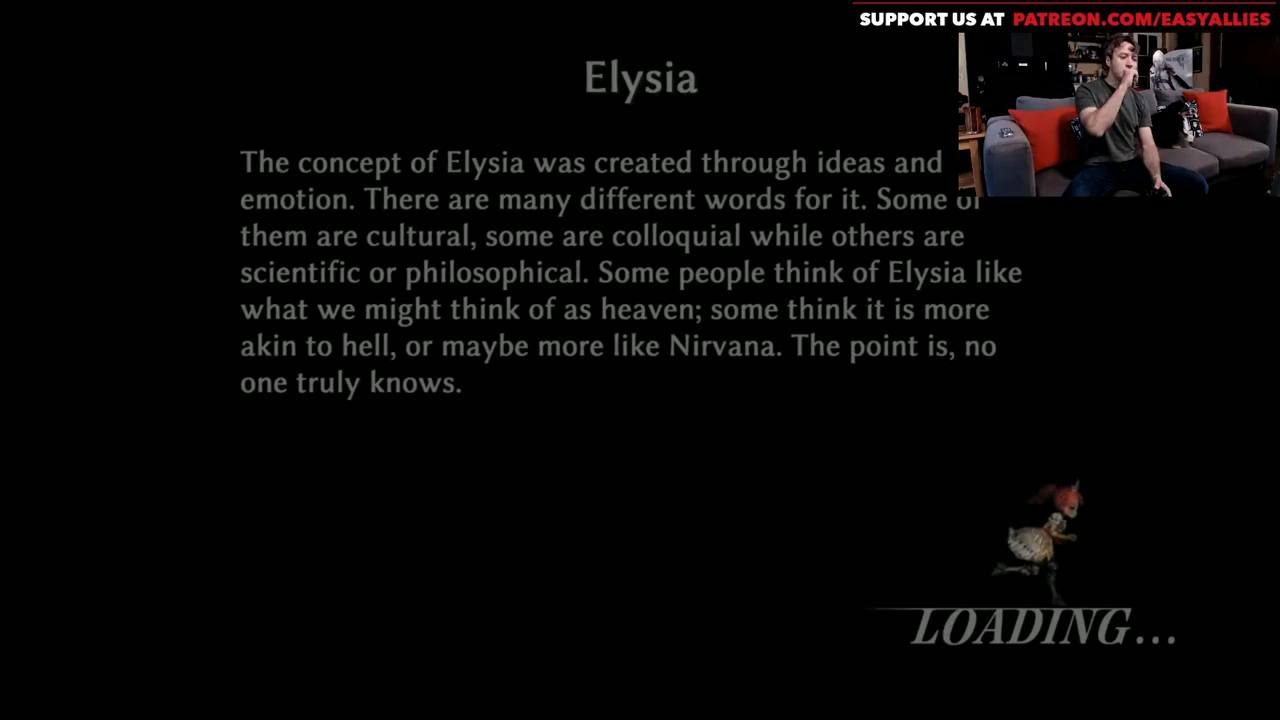 SUPPORT US AT PATREON.COM/EASYALLIES
Elysia
The concept of Elysia was created through ideas and
emotion. There are many different words for it. Some of
them are cultural, some are colloquial while others are
scientific or philosophical. Some people think of Elysia like
what we might think of as heaven; some think it is more
akin to hell, or maybe more like Nirvana. The point is, no
one truly knows.
LOADING...